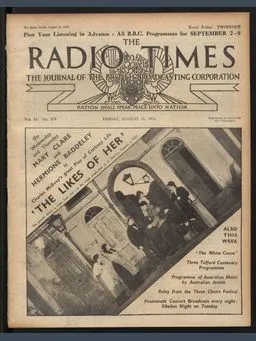 Every Friday TWOPENCE
Plan Your Listening in Advance : All B.B.C. Programmes for SEPTEMBER 2—8
THE
RADIO TIMES
THE JOURNAL OF THE BRITISH BROADCASTING CORPORATION
NATION SHALL SPEAK PEACE UNTO NATION
FRIDAY, AUGUST 31, 1934
On
Wednesday
and Thursday
MARY CLARE
and
HERMIONE BADDELEY
in
Charles McEvoy's Great Play of Cockney Life
'THE LIKES OF HER'
ALSO
THIS
WEEK
'The White Coons'
Three Telford Centenary
Programmes
Programme of Australian Music
by Australian Artists
Relay from the Three Choirs Festival
Promenade Concert Broadcasts every night:
Sibelius Night on Tuesday